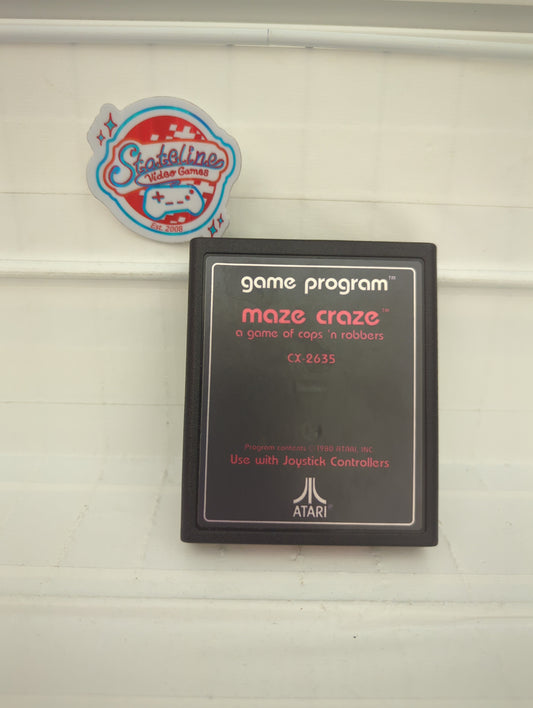 Stateline
Video Games
Est. 2008
game program™
maze craze™
a game of cops 'n robbers
CX-2635
Program contents © 1980 ATARI, INC
Use with Joystick Controllers
ATARI®